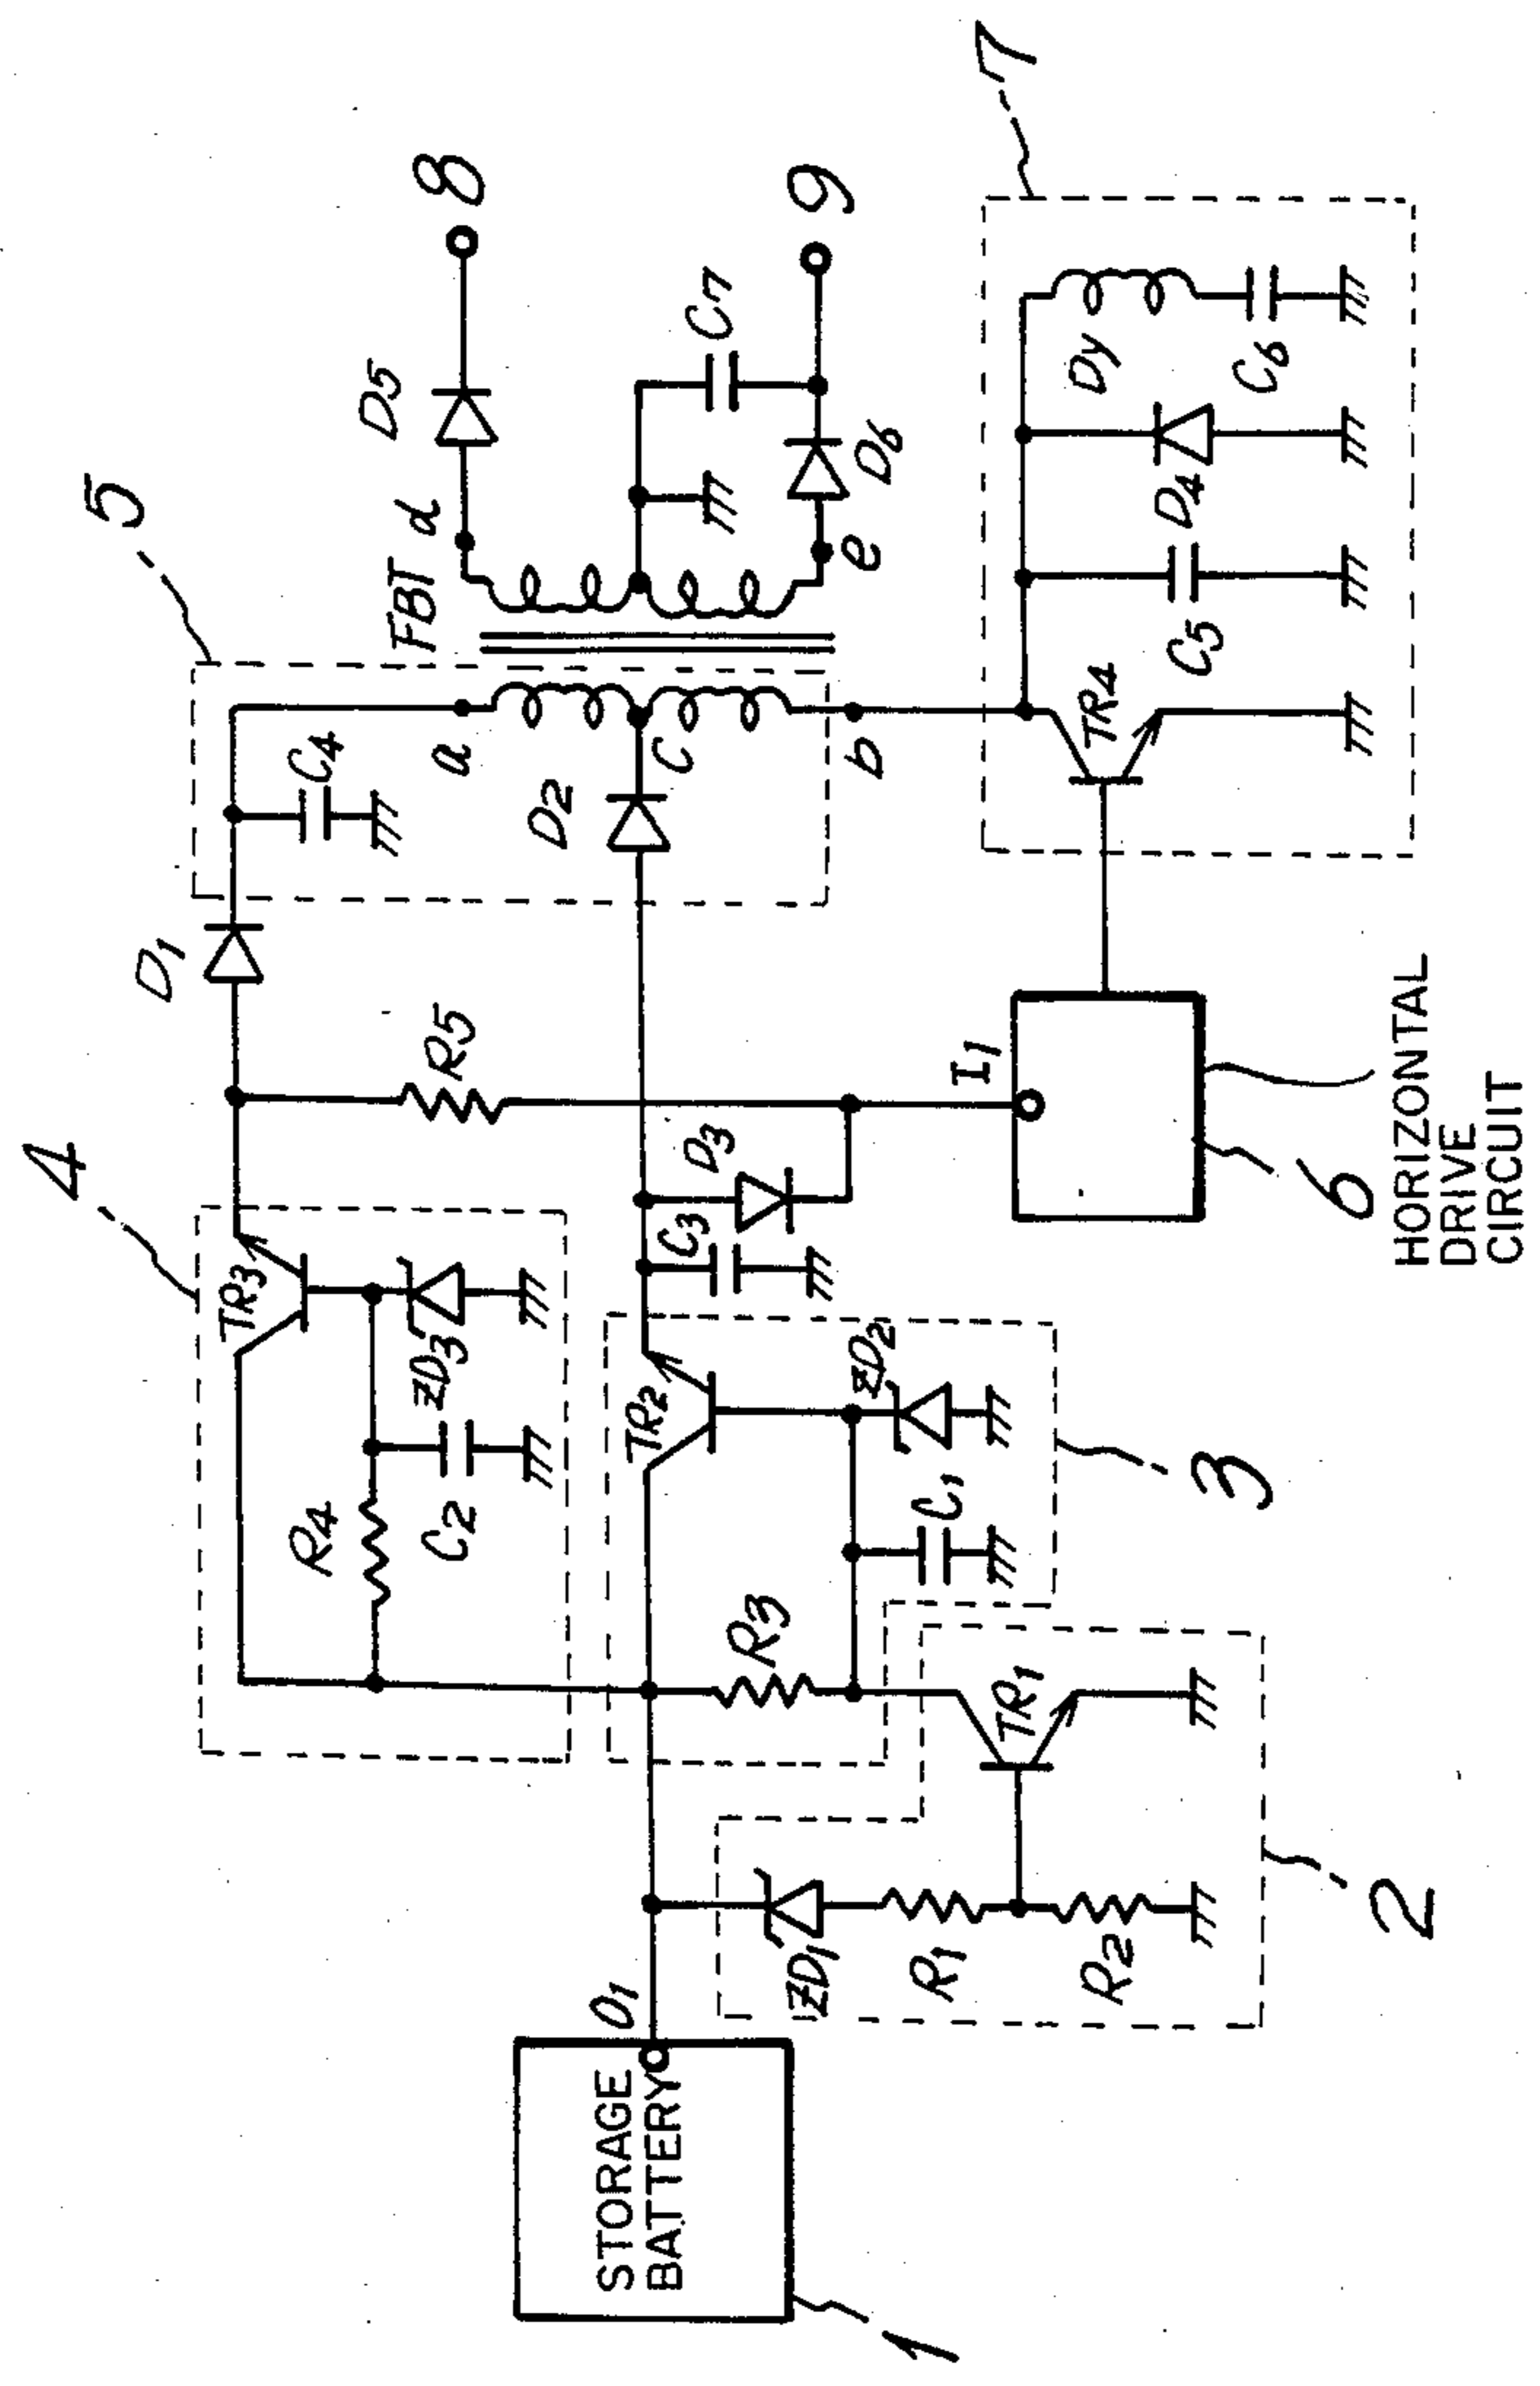 5
7
4
D1
C4
FBT
d
D5
8
a
TR3
R5
D2
C
C7
9
R4
C2
ZD3
e
D6
b
TR2
C3
D3
I1
STORAGE
BATTERY
O1
R3
C1
ZD2
TR4
C5
D4
Dy
C6
1
ZD1
R1
R2
TR1
3
2
6
HORIZONTAL
DRIVE
CIRCUIT